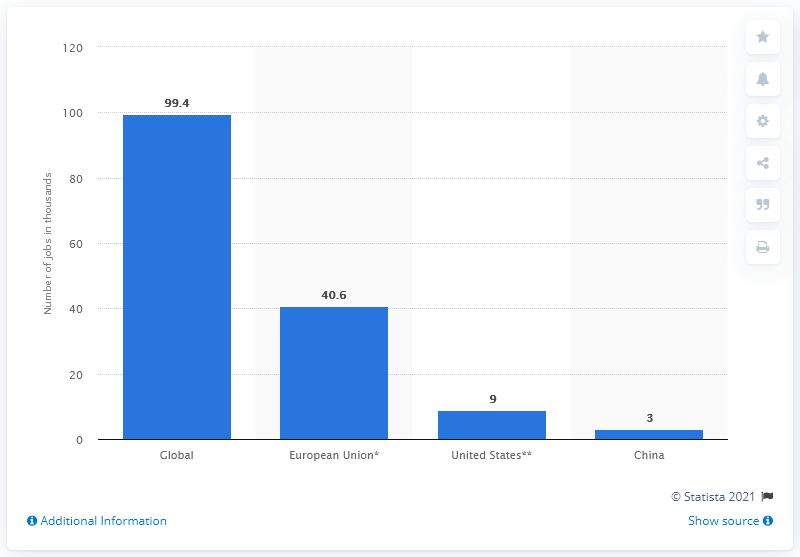 120
100
80
60
40
20
0
Number of jobs in thousands
99.4
40.6
9
3
Global
European Union*
United States**
China
© Statista 2021
Additional Information
Show source